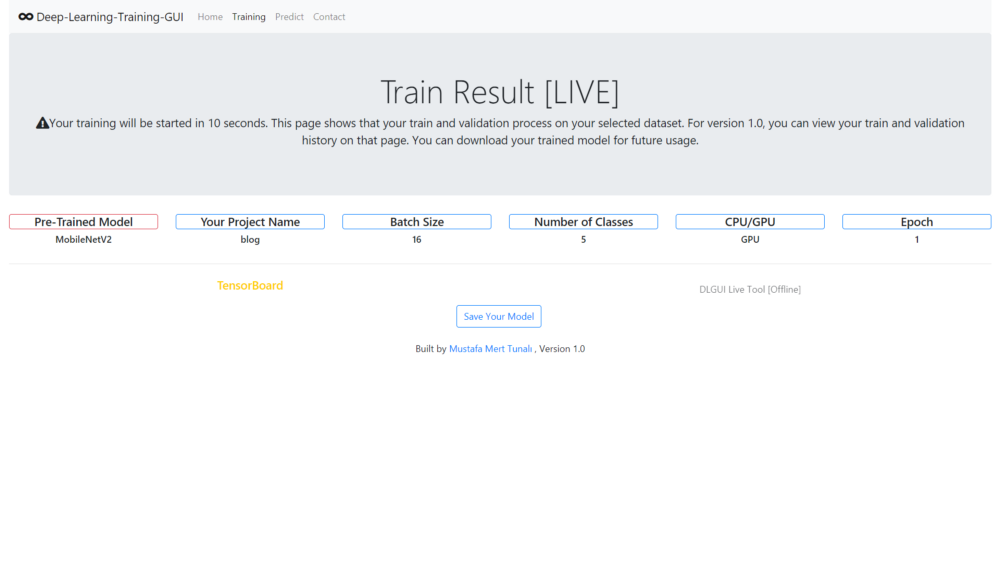 Deep-Learning-Training-GUI Home Training Predict Contact
Train Result [LIVE]
Your training will be started in 10 seconds. This page shows that your train and validation process on your selected dataset. For version 1.0, you can view your train and validation
history on that page. You can download your trained model for future usage.
Pre-Trained Model Your Project Name Batch Size Number of Classes CPU/GPU Epoch
MobileNetV2 blog 16 5 GPU 1
TensorBoard DLGUI Live Tool [Offline]
Save Your Model
Built by Mustafa Mert Tunalı , Version 1.0